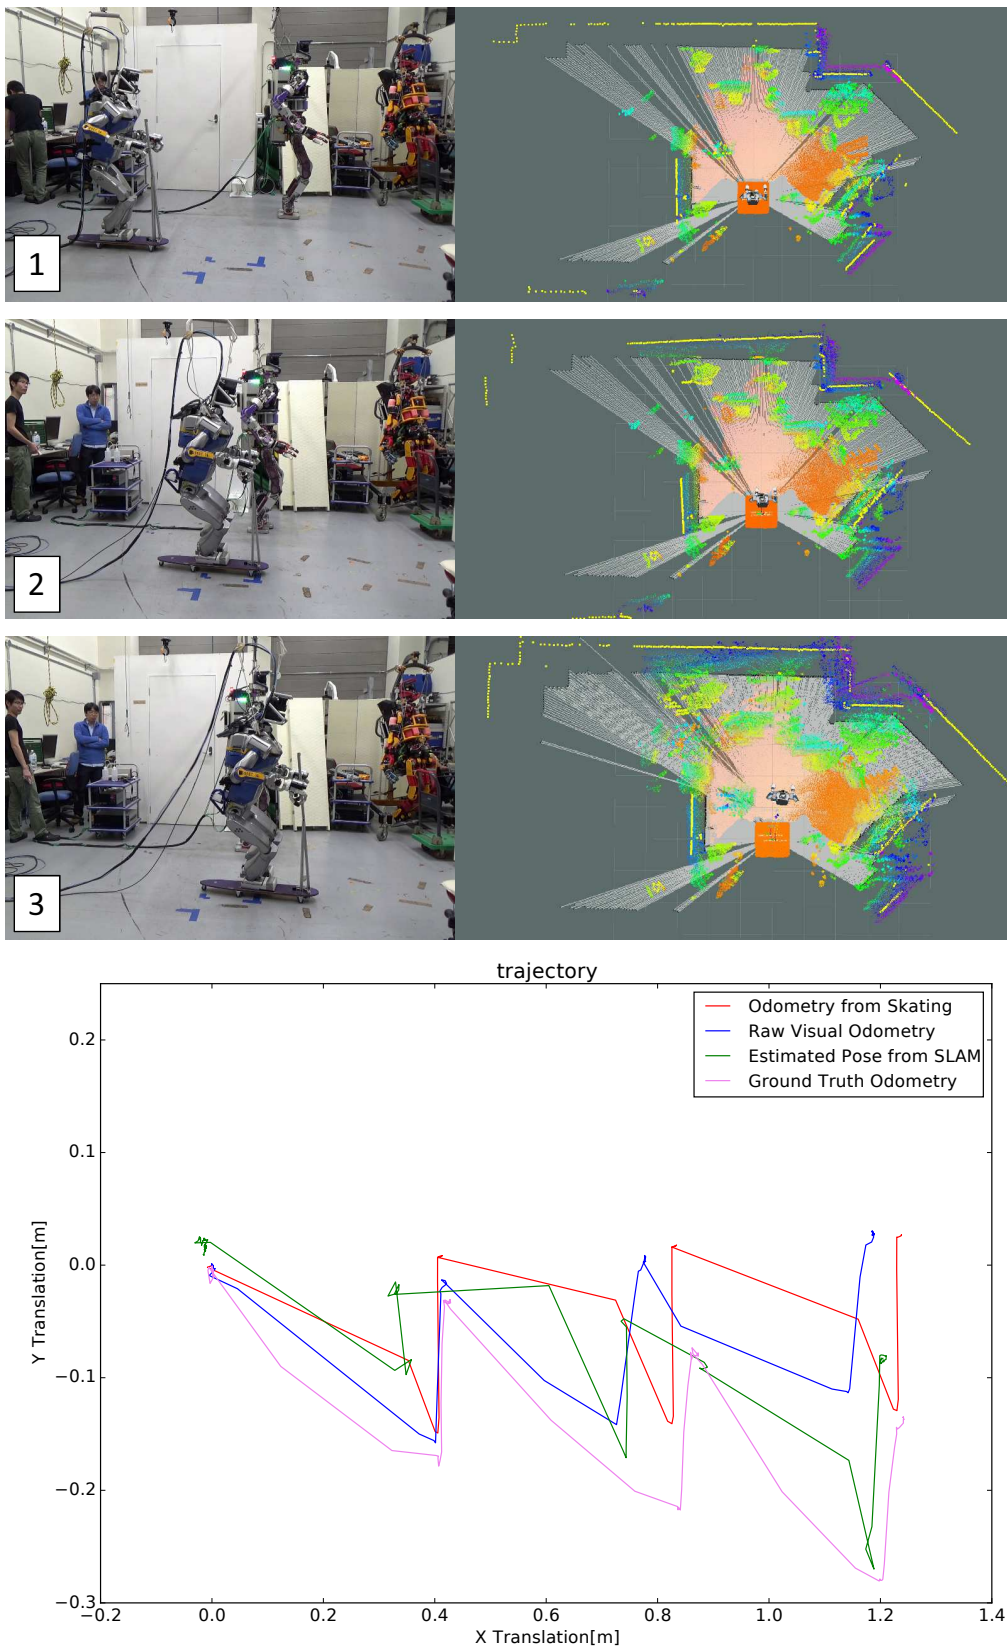 1
2
3
trajectory
Odometry from Skating
Raw Visual Odometry
Estimated Pose from SLAM
Ground Truth Odometry
0.2
0.1
0.0
−0.1
−0.2
−0.3
Y Translation[m]
−0.2 0.0 0.2 0.4 0.6 0.8 1.0 1.2 1.4
X Translation[m]